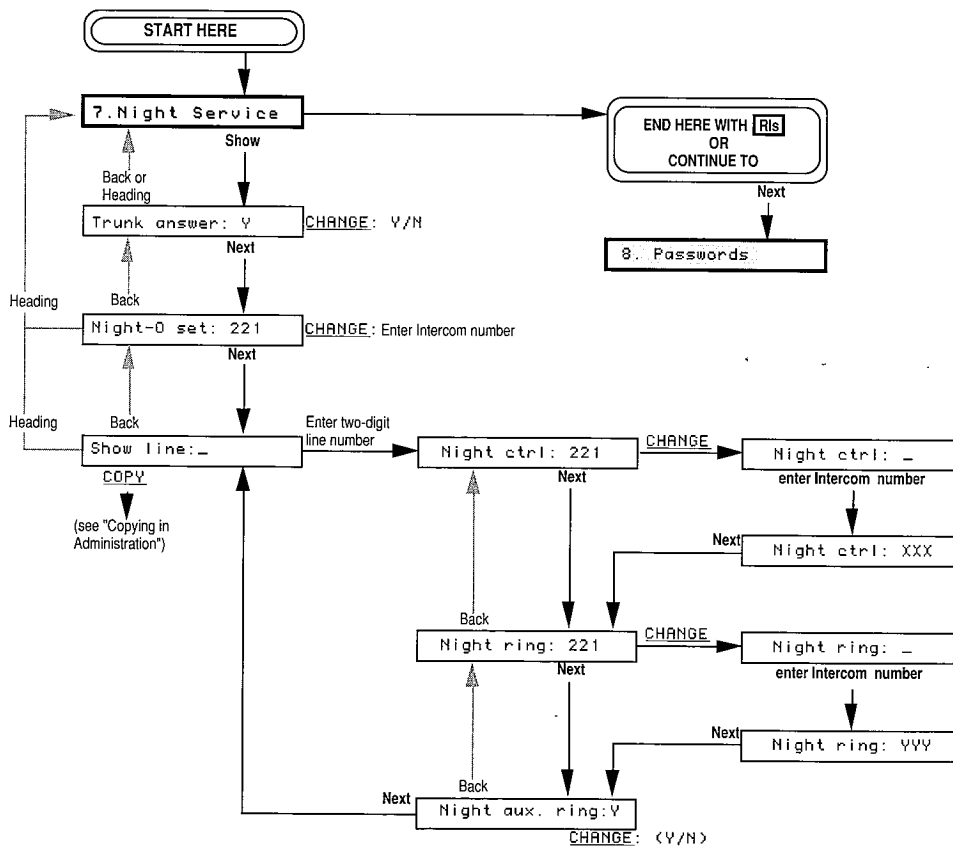 START HERE
7.Night Service
Show
END HERE WITH Rls
OR
CONTINUE TO
Next
8. Passwords
Back or
Heading
Trunk answer: Y
CHANGE: Y/N
Next
Heading
Back
Night-0 set: 221
CHANGE: Enter Intercom number
Next
Heading
Back
Show line:_
Enter two-digit
line number
COPY
(see "Copying in
Administration")
Night ctrl: 221
CHANGE
Night ctrl: _
Next
enter Intercom number
Next
Night ctrl: XXX
Back
Night ring: 221
CHANGE
Night ring: _
Next
enter Intercom number
Next
Night ring: YYY
Back
Next
Night aux. ring:Y
CHANGE: (Y/N)